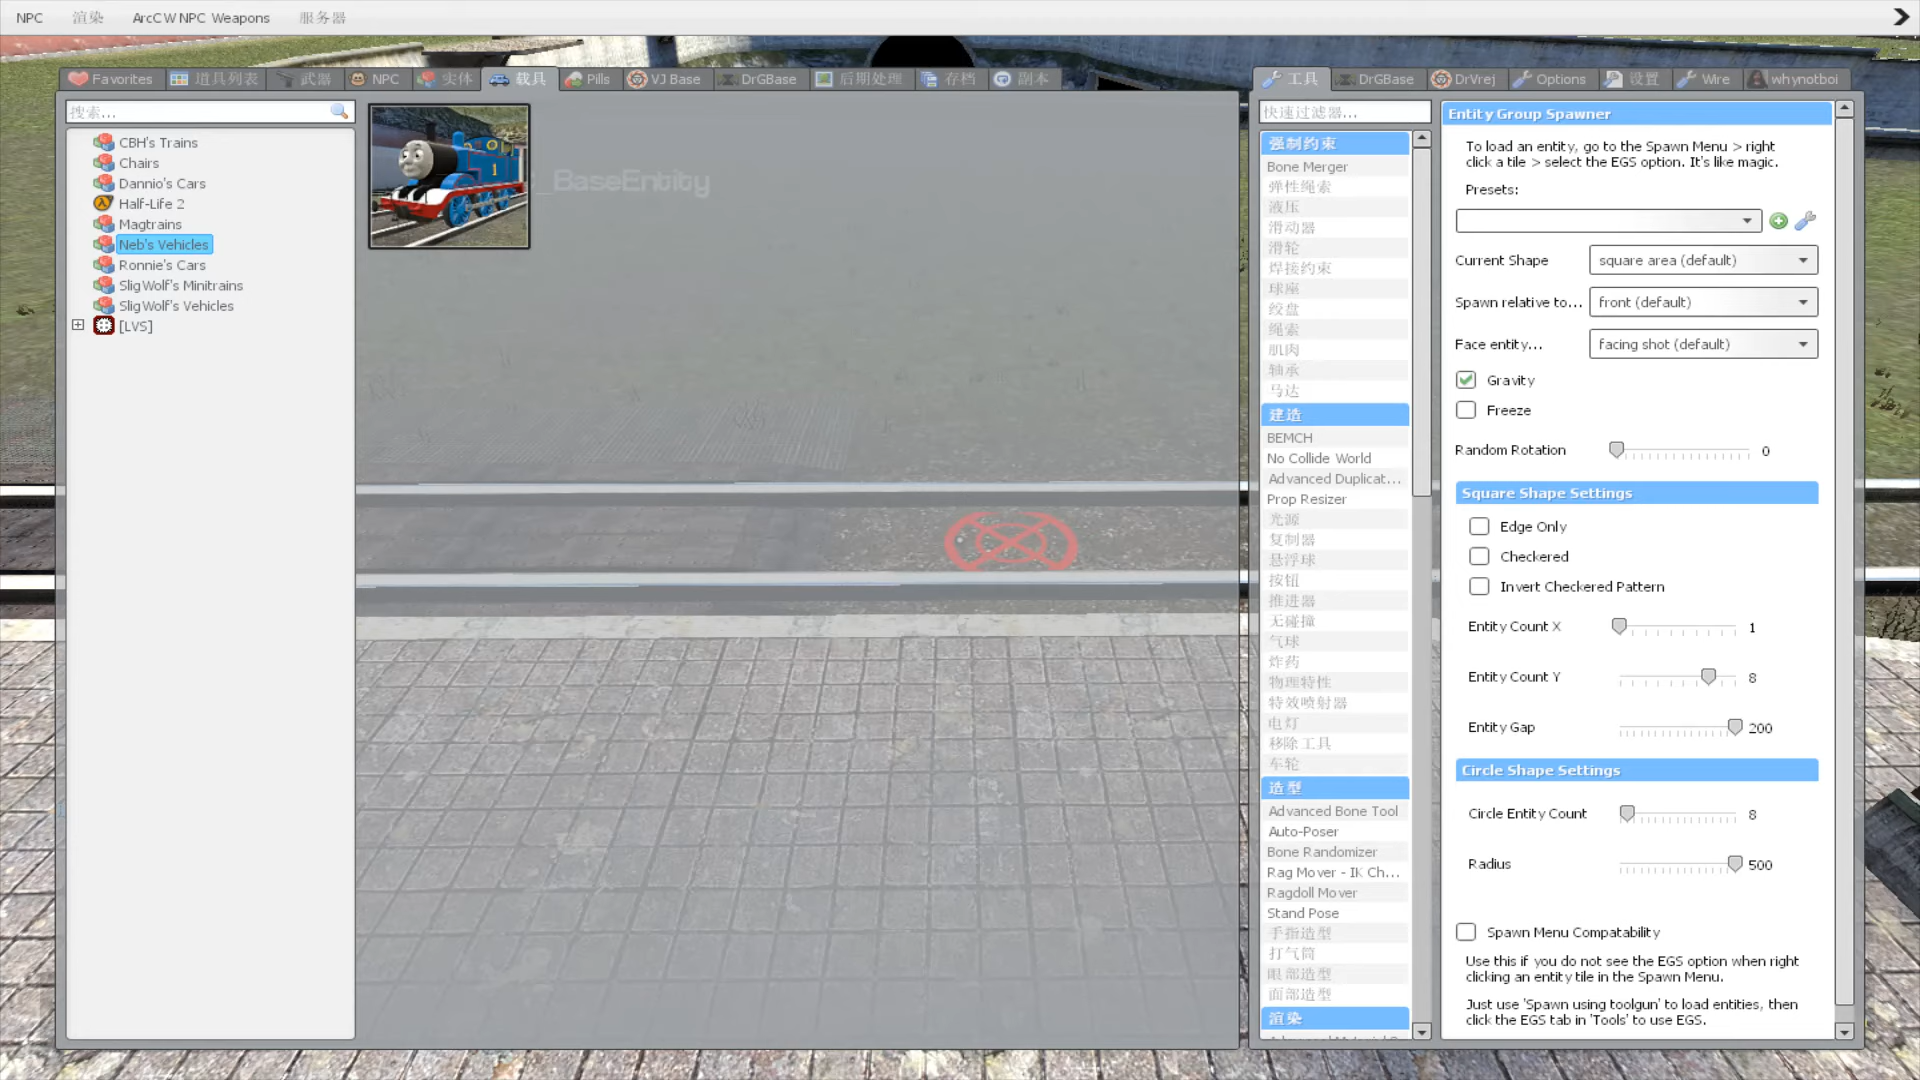 NPC 渲染 ArcCW NPC Weapons 服务器
Favorites 道具列表 武器 NPC 实体 载具 Pills VJ Base DrGBase 后期处理 存档 副本
工具 DrGBase DrVrej Options 设置 Wire whynotboi
搜索...
CBH's Trains
Chairs
Dannio's Cars
Half-Life 2
Magtrains
Neb's Vehicles
Ronnie's Cars
SligWolf's Minitrains
SligWolf's Vehicles
[LVS]
_BaseEntity
快速过滤器...
强制约束
Bone Merger
弹性绳索
液压
滑动器
滑轮
焊接约束
球座
绞盘
绳索
肌肉
轴承
马达
建造
BEMCH
No Collide World
Advanced Duplicat...
Prop Resizer
光源
复制器
悬浮球
按钮
推进器
无碰撞
气球
炸药
物理特性
特效喷射器
电灯
移除工具
车轮
造型
Advanced Bone Tool
Auto-Poser
Bone Randomizer
Rag Mover - IK Ch...
Ragdoll Mover
Stand Pose
手指造型
打气筒
眼部造型
面部造型
渲染
Entity Group Spawner
To load an entity, go to the Spawn Menu > right
click a tile > select the EGS option. It's like magic.
Presets:
Current Shape square area (default)
Spawn relative to... front (default)
Face entity... facing shot (default)
Gravity
Freeze
Random Rotation 0
Square Shape Settings
Edge Only
Checkered
Invert Checkered Pattern
Entity Count X 1
Entity Count Y 8
Entity Gap 200
Circle Shape Settings
Circle Entity Count 8
Radius 500
Spawn Menu Compatability
Use this if you do not see the EGS option when right
clicking an entity tile in the Spawn Menu.
Just use 'Spawn using toolgun' to load entities, then
click the EGS tab in 'Tools' to use EGS.